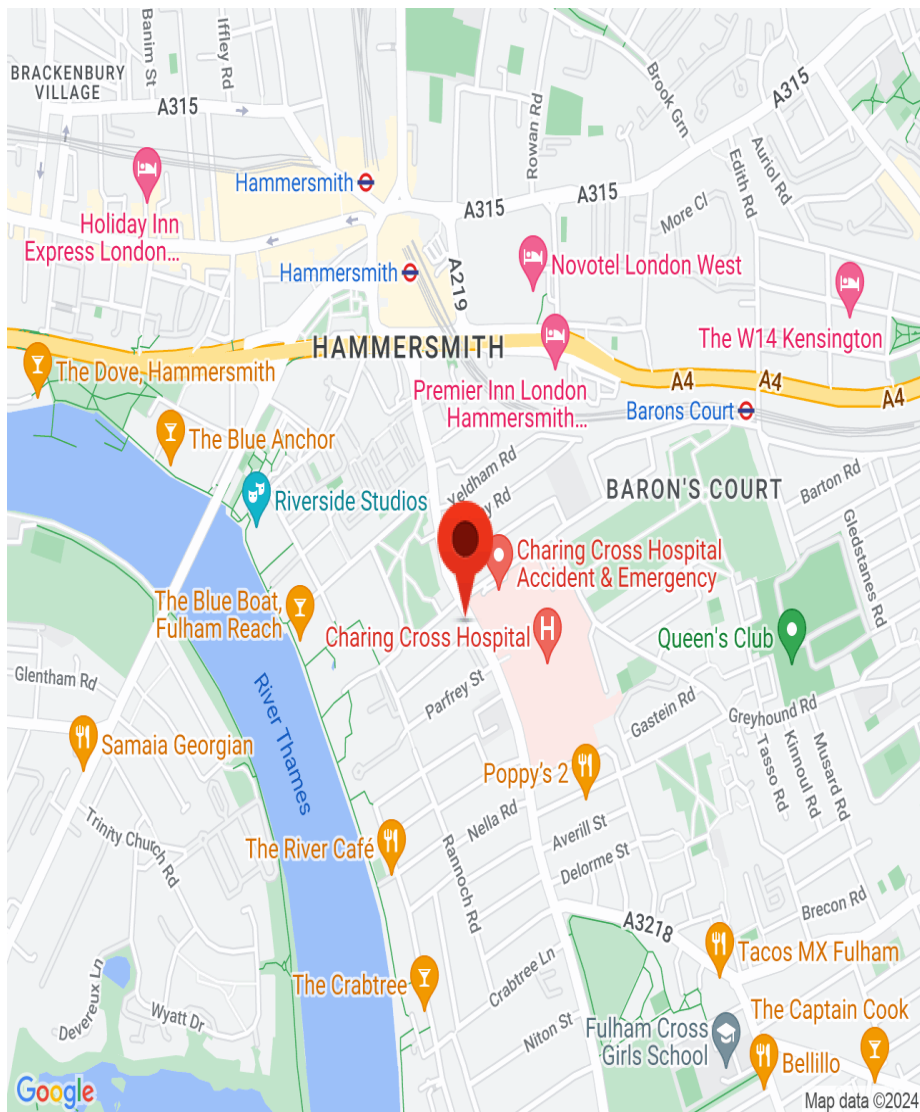 Banim St
Iffley Rd
BRACKENBURY
VILLAGE
A315
Brook Grn
A315
Rowan Rd
Hammersmith
A315
A315
Edith Rd
Auriol Rd
More Cl
Holiday Inn
Express London...
Hammersmith
A219
Novotel London West
The W14 Kensington
HAMMERSMITH
The Dove, Hammersmith
Premier Inn London
Hammersmith...
A4
A4
A4
Barons Court
The Blue Anchor
Yeldham Rd
Riverside Studios
BARON'S COURT
Barton Rd
Gledstanes Rd
Charing Cross Hospital
Accident & Emergency
The Blue Boat,
Fulham Reach
Charing Cross Hospital
H
Queen's Club
Glentham Rd
River Thames
Parfrey St
Gastein Rd
Greyhound Rd
Samaia Georgian
Tasso Rd
Kinnoul Rd
Musard Rd
Poppy's 2
Trinity Church Rd
Nella Rd
Averill St
The River Café
Rannoch Rd
Delorme St
Brecon Rd
A3218
Tacos MX Fulham
Crabtree Ln
The Crabtree
Devereux Ln
Wyatt Dr
Niton St
Fulham Cross
Girls School
The Captain Cook
Bellillo
Google
Map data ©2024